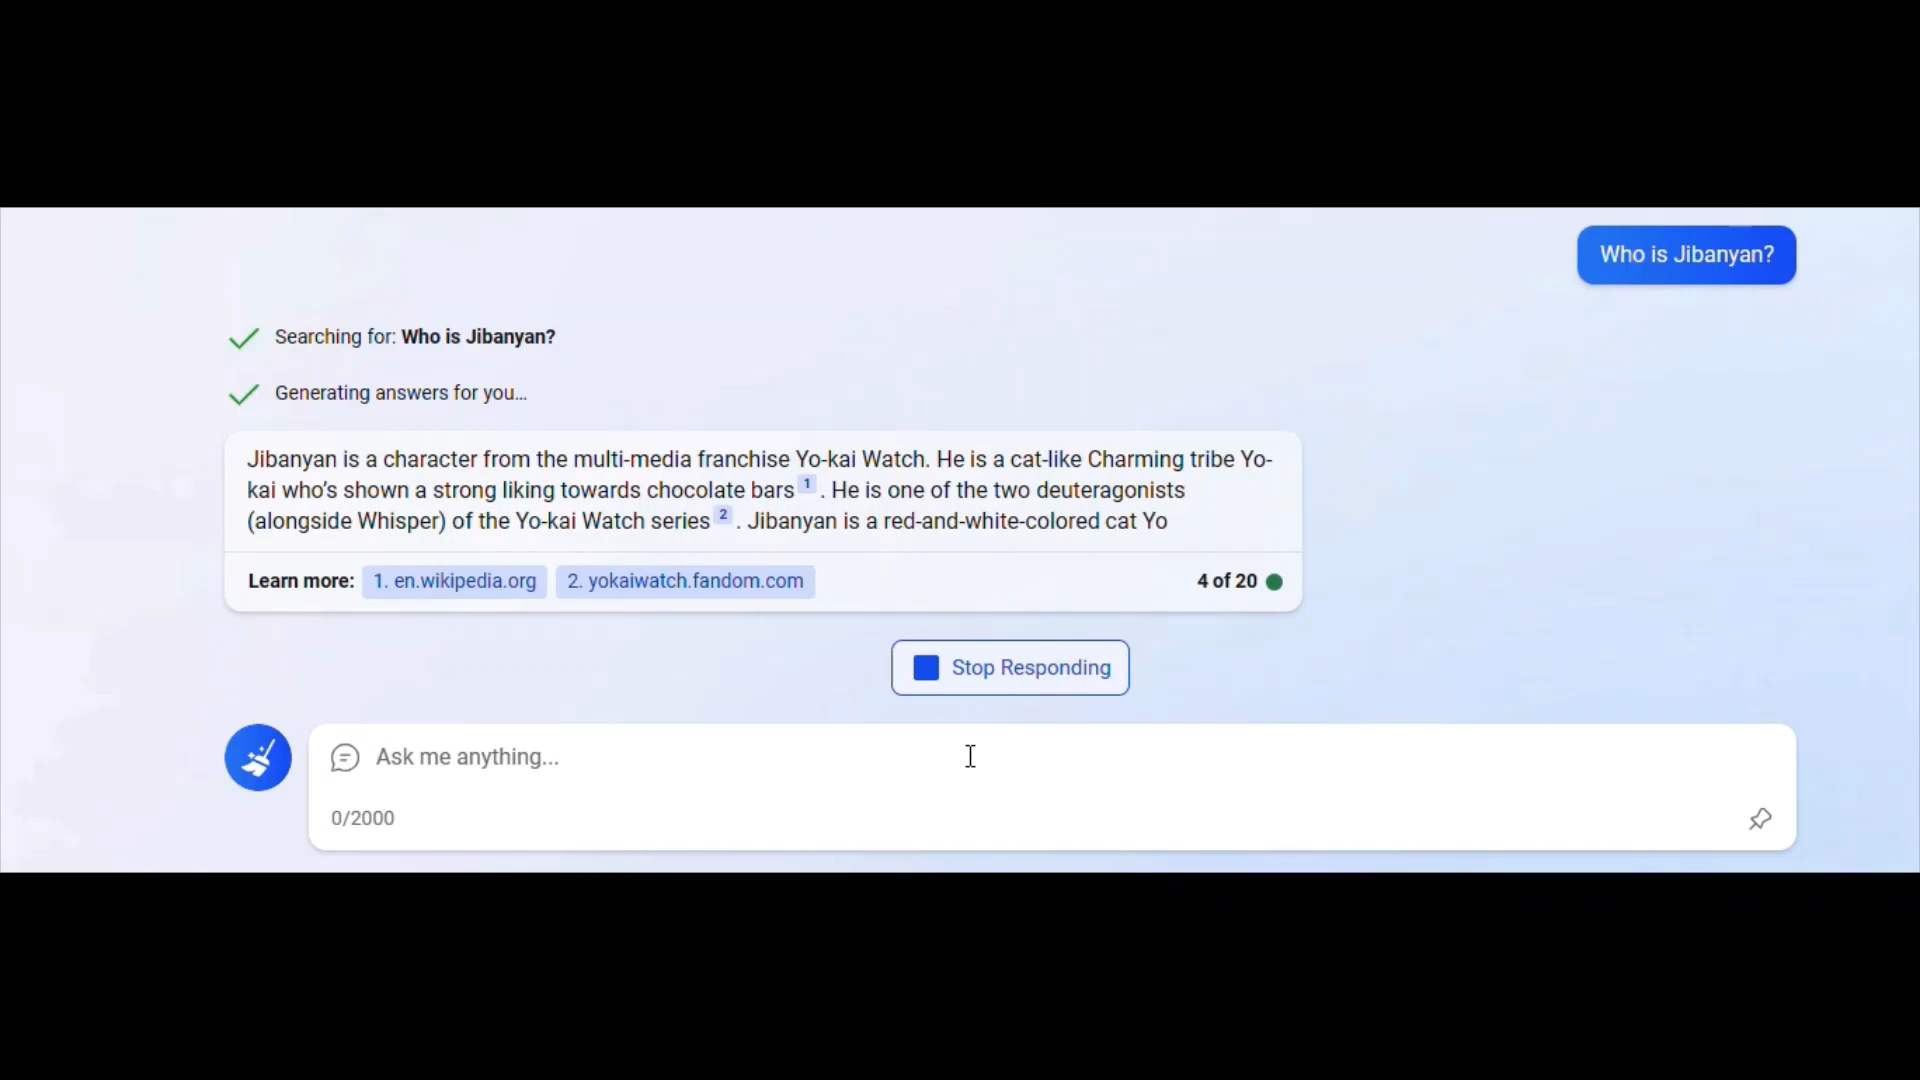 Who is Jibanyan?
Searching for: Who is Jibanyan?
Generating answers for you…
Jibanyan is a character from the multi-media franchise Yo-kai Watch. He is a cat-like Charming tribe Yo-
kai who’s shown a strong liking towards chocolate bars 1 . He is one of the two deuteragonists
(alongside Whisper) of the Yo-kai Watch series 2 . Jibanyan is a red-and-white-colored cat Yo
Learn more: 1. en.wikipedia.org 2. yokaiwatch.fandom.com 4 of 20
Stop Responding
Ask me anything...
0/2000